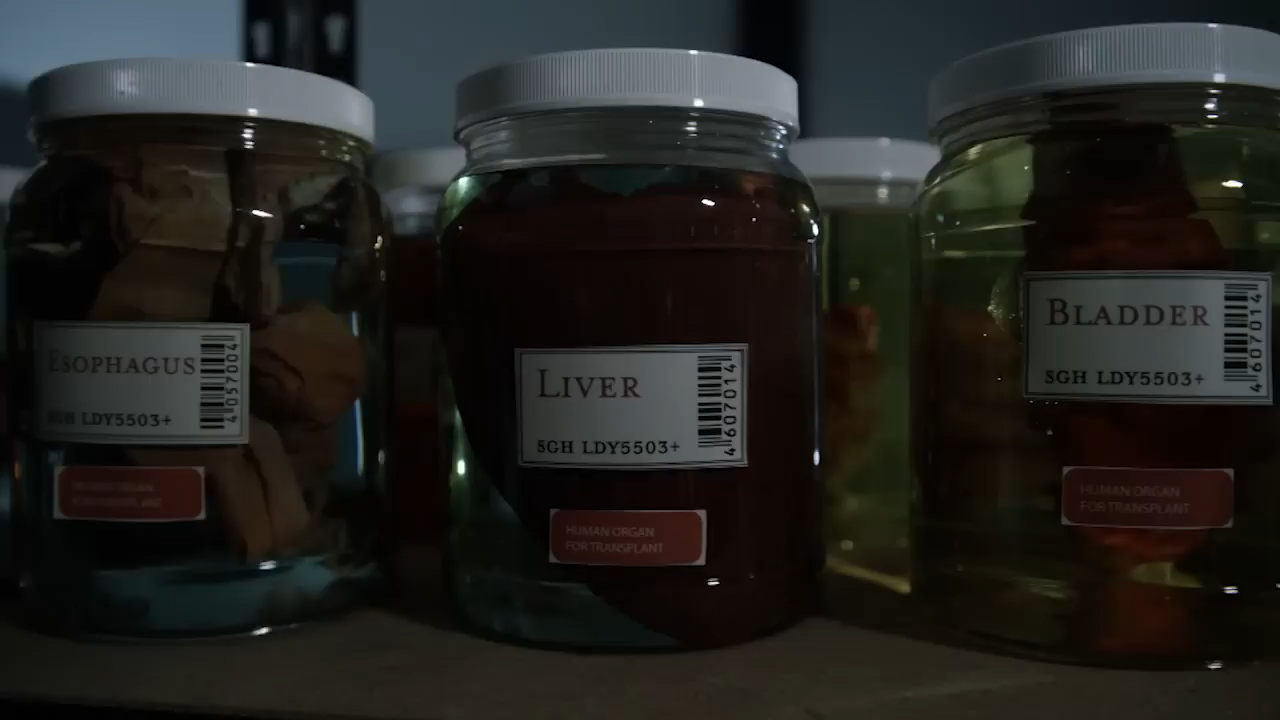 ESOPHAGUS
SGH LDY5503+
4057004
LIVER
SGH LDY5503+
4607014
HUMAN ORGAN
FOR TRANSPLANT
BLADDER
SGH LDY5503+
4607014
HUMAN ORGAN
FOR TRANSPLANT